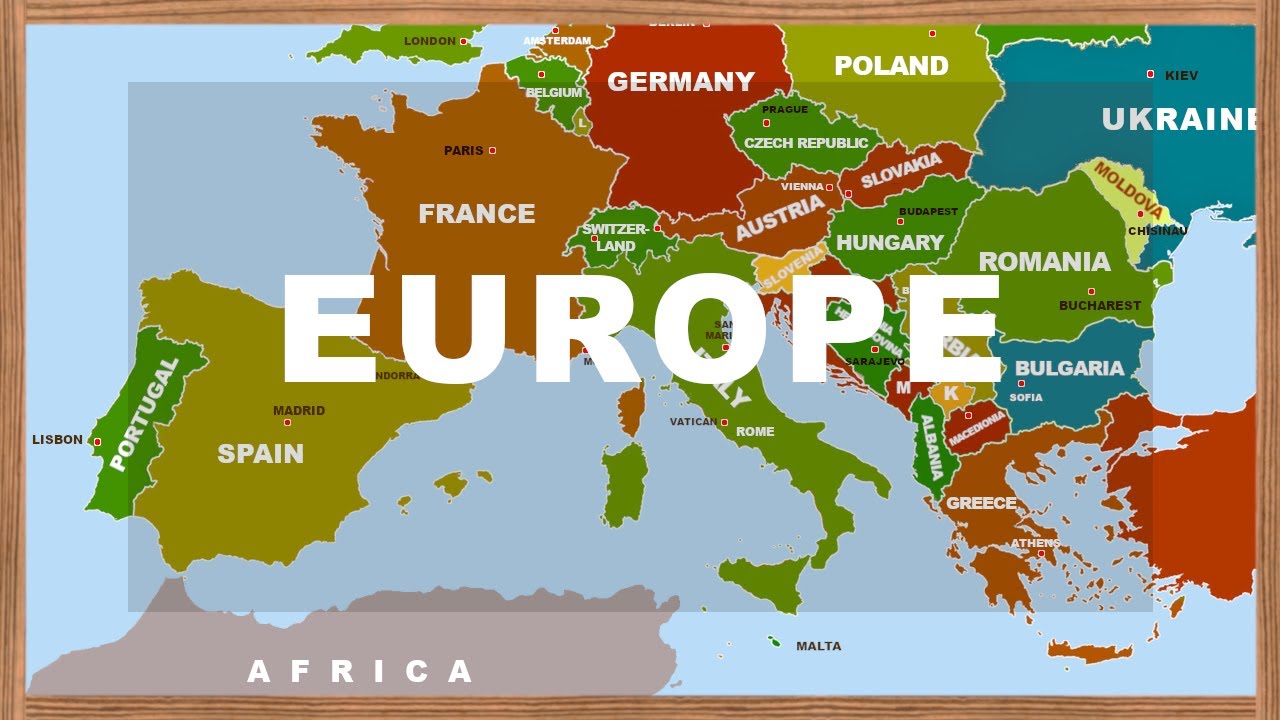 BERLIN
LONDON
AMSTERDAM
POLAND
KIEV
GERMANY
BELGIUM
PRAGUE
UKRAINE
L
CZECH REPUBLIC
PARIS
SLOVAKIA
MOLDOVA
VIENNA
AUSTRIA
FRANCE
BUDAPEST
SWITZER-
LAND
HUNGARY
CHISINAU
ROMANIA
SLOVENIA
BUCHAREST
EUROPE
SAN
ITALY
SARAJEVO
BULGARIA
ANDORRA
M
K
SOFIA
PORTUGAL
MADRID
LISBON
SPAIN
VATICAN
ROME
ALBANIA
MACEDIONIA
GREECE
ATHENS
MALTA
AFRICA